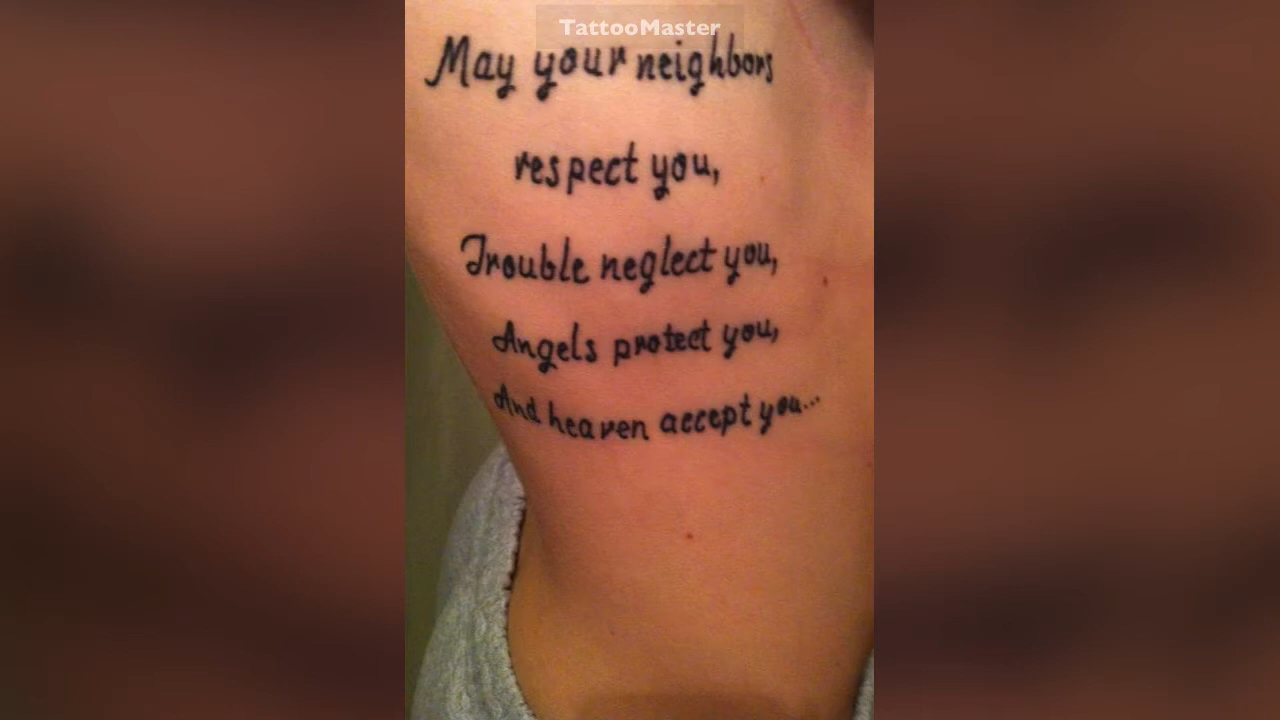 TattooMaster
May your neighbors
respect you,
Trouble neglect you,
Angels protect you,
And heaven accept you...